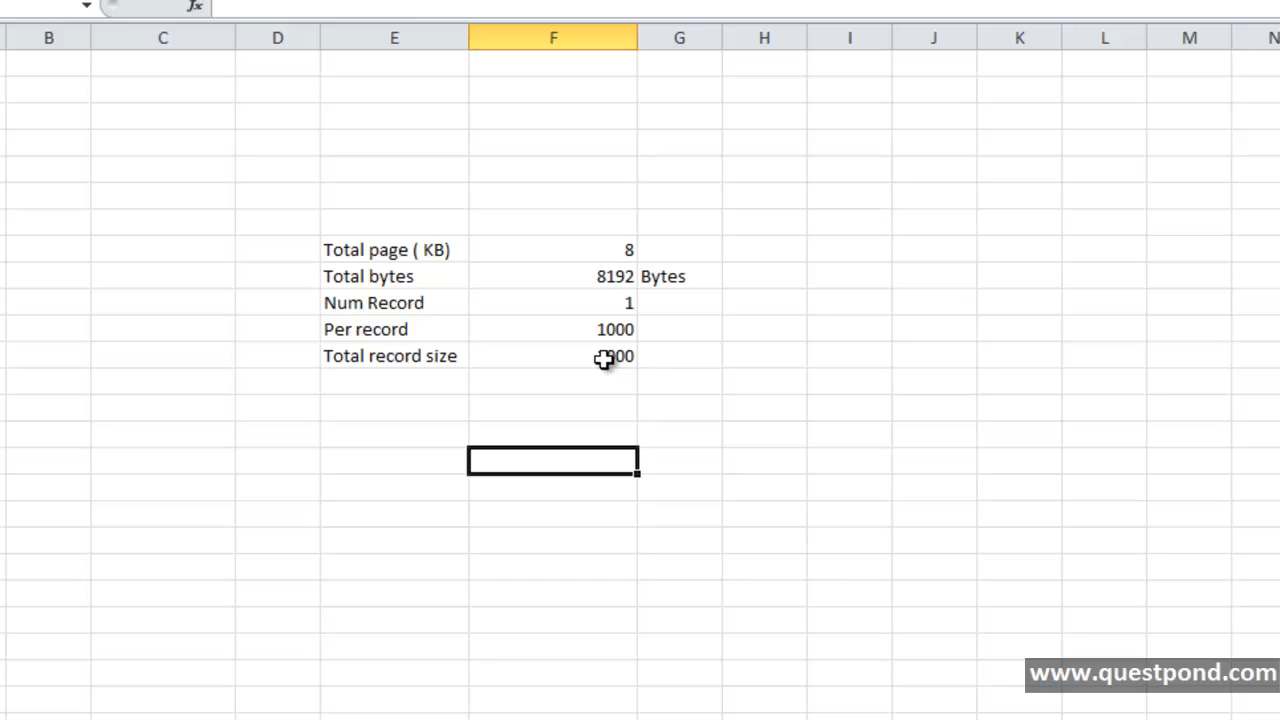 fx
B C D E F G H I J K L M N
Total page ( KB) 8
Total bytes 8192 Bytes
Num Record 1
Per record 1000
Total record size
www.questpond.com